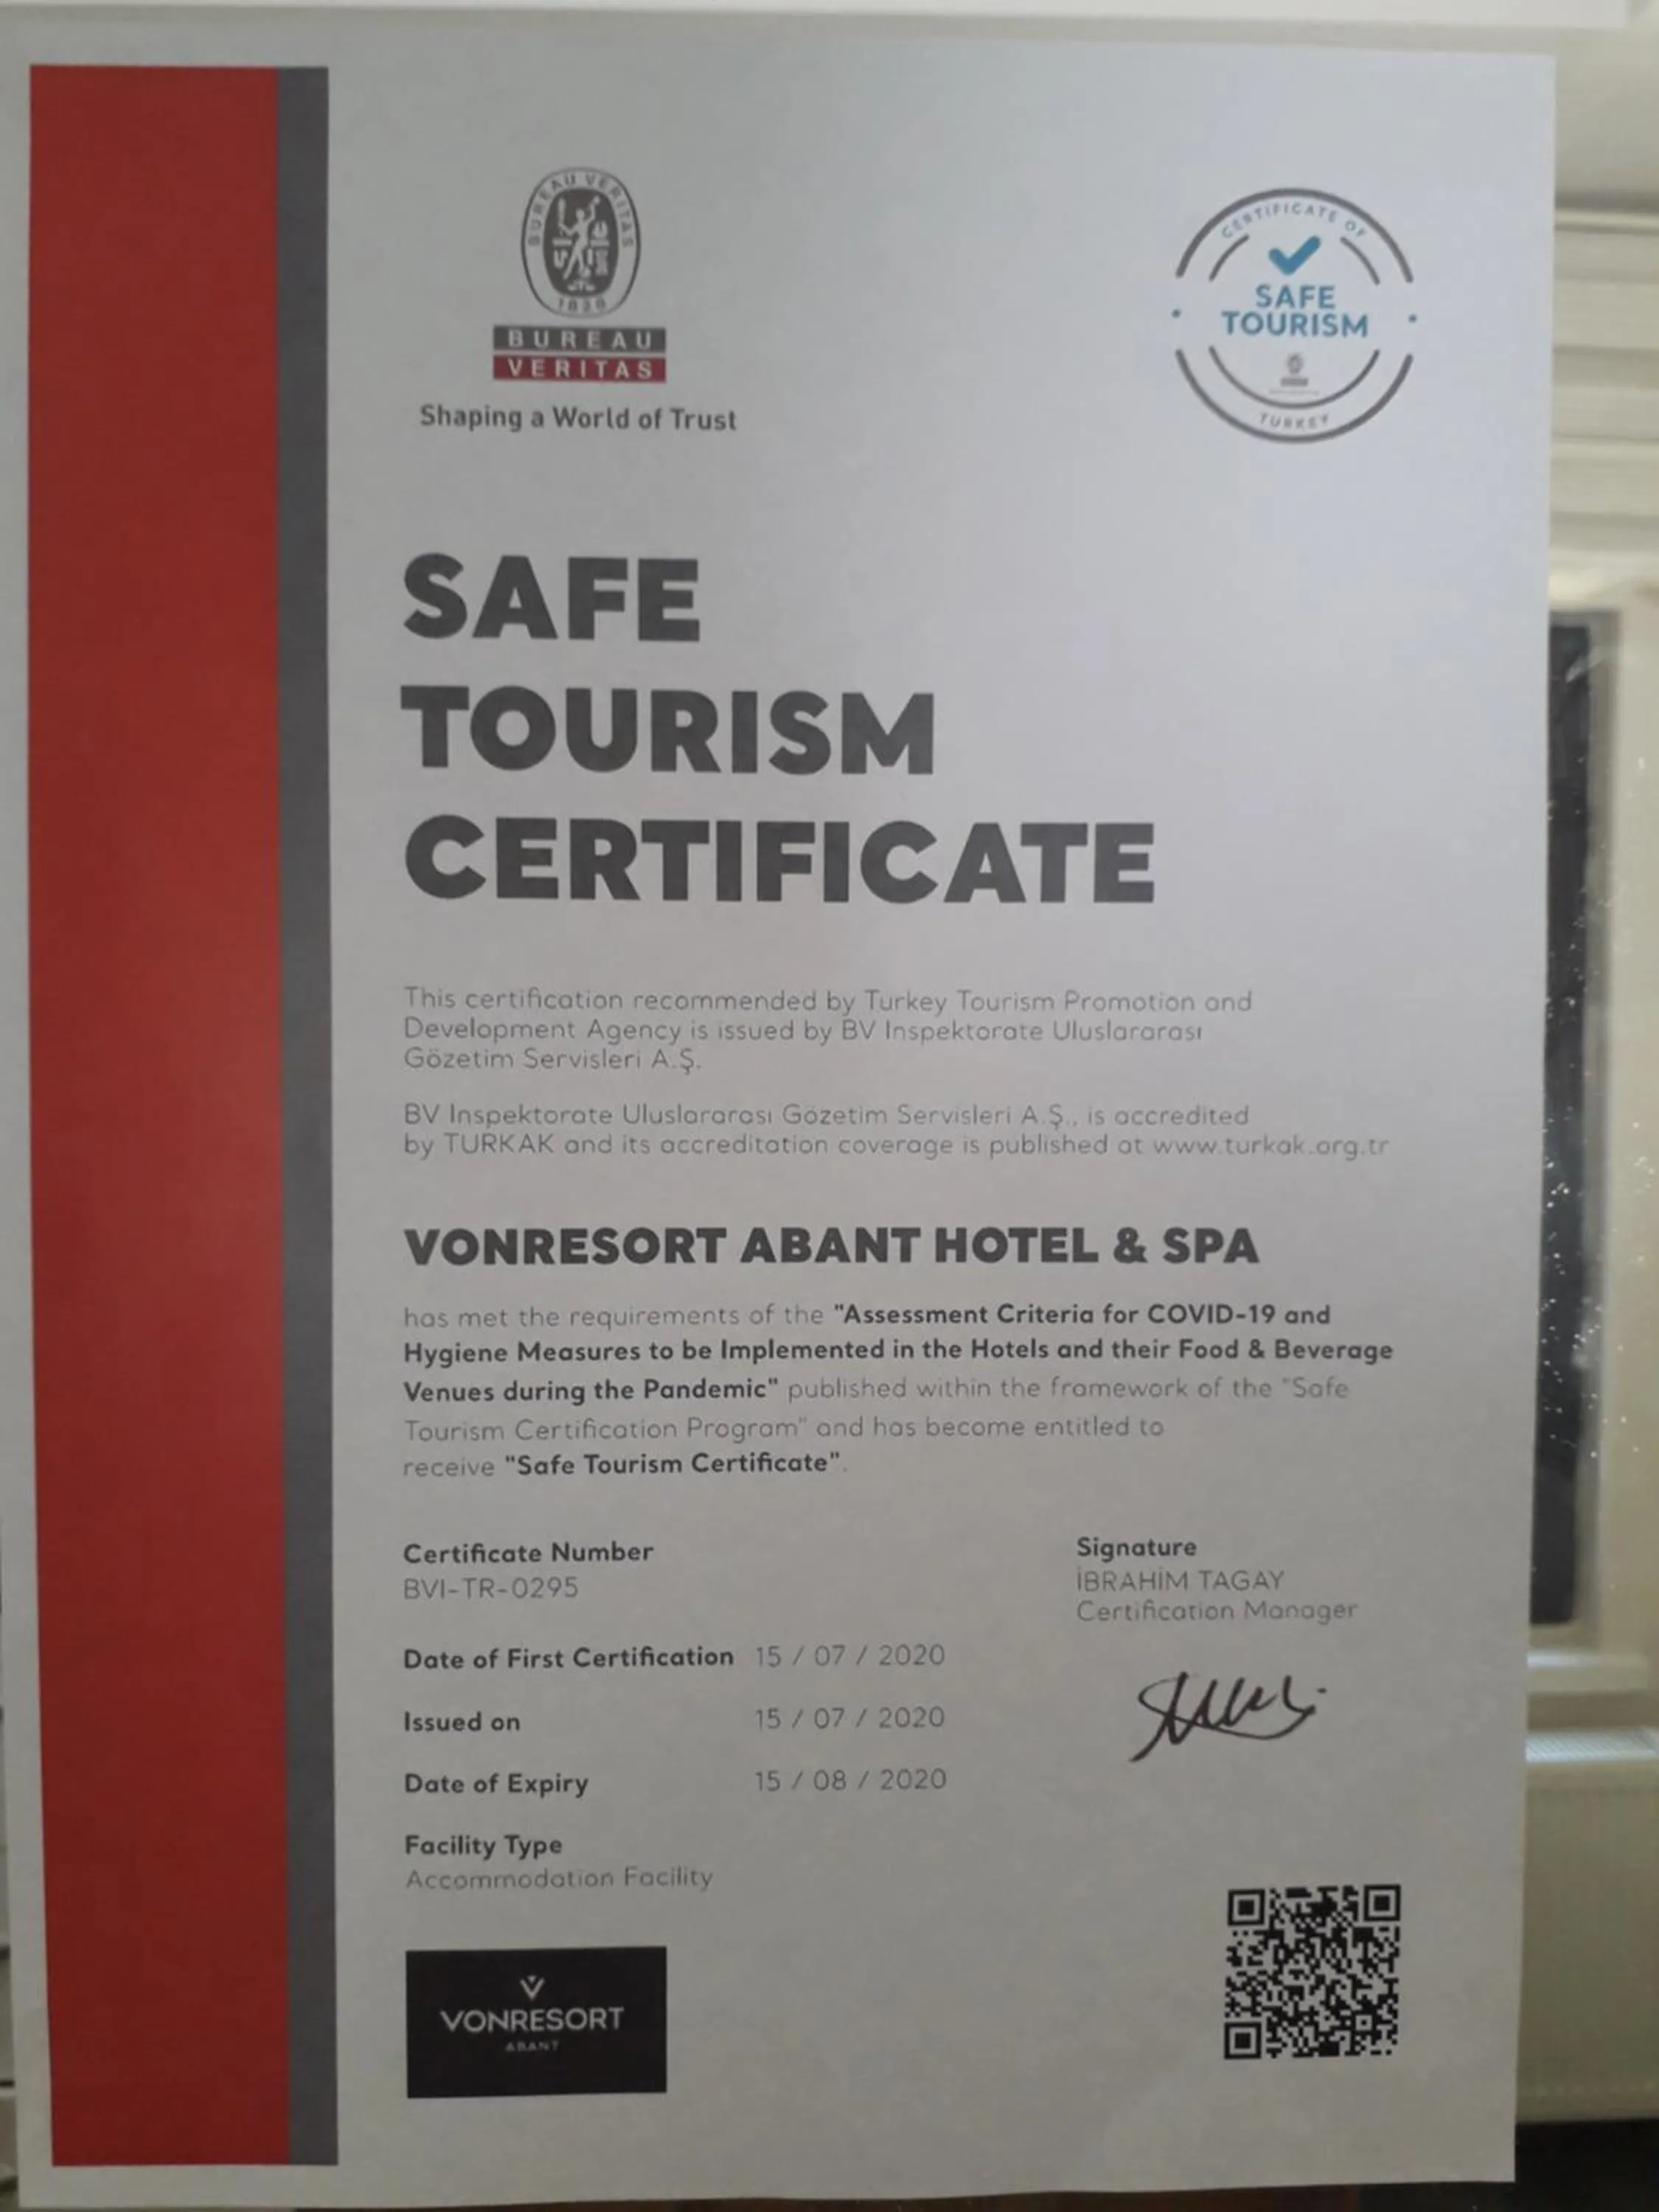 BUREAU VERITAS
1828
BUREAU
VERITAS
Shaping a World of Trust
CERTIFICATE OF
SAFE
TOURISM
TURKEY
SAFE
TOURISM
CERTIFICATE
This certification recommended by Turkey Tourism Promotion and
Development Agency is issued by BV Inspektorate Uluslararası
Gözetim Servisleri A.Ş.
BV Inspektorate Uluslararası Gözetim Servisleri A.Ş., is accredited
by TURKAK and its accreditation coverage is published at www.turkak.org.tr
VONRESORT ABANT HOTEL & SPA
has met the requirements of the "Assessment Criteria for COVID-19 and
Hygiene Measures to be Implemented in the Hotels and their Food & Beverage
Venues during the Pandemic" published within the framework of the "Safe
Tourism Certification Program" and has become entitled to
receive "Safe Tourism Certificate".
Certificate Number
BVI-TR-0295
Signature
İBRAHİM TAGAY
Certification Manager
Date of First Certification 15 / 07 / 2020
Issued on 15 / 07 / 2020
Date of Expiry 15 / 08 / 2020
Facility Type
Accommodation Facility
VONRESORT
ABANT